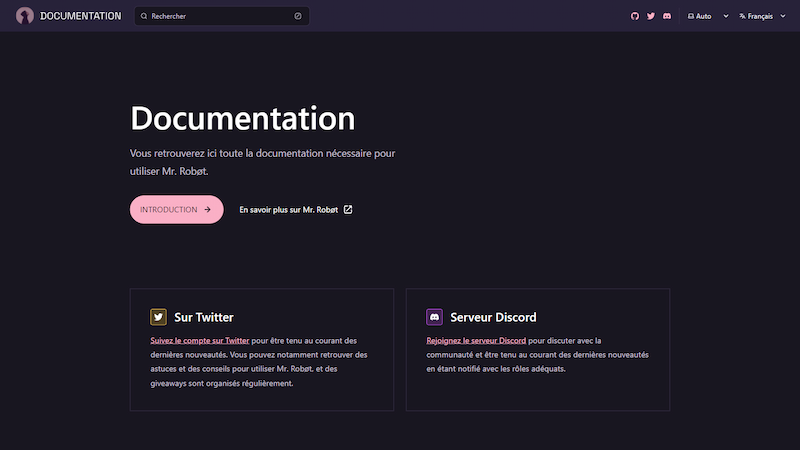 DOCUMENTATION
Rechercher
Auto
Français
Documentation
Vous retrouverez ici toute la documentation nécessaire pour
utiliser Mr. Robøt.
INTRODUCTION
En savoir plus sur Mr. Robøt
Sur Twitter
Suivez le compte sur Twitter pour être tenu au courant des
dernières nouveautés. Vous pouvez notamment retrouver des
astuces et des conseils pour utiliser Mr. Robøt, et des
giveaways sont organisés régulièrement.
Serveur Discord
Rejoignez le serveur Discord pour discuter avec la
communauté et être tenu au courant des dernières nouveautés
en étant notifié avec les rôles adéquats.